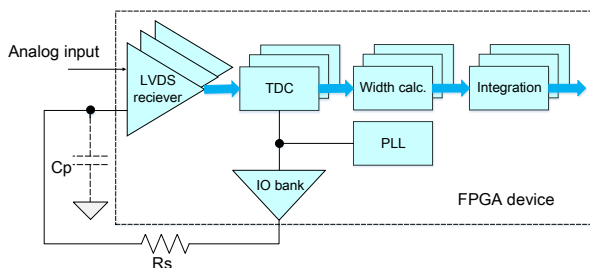 Analog input
LVDS
reciever
TDC
Width calc.
Integration
Cp
PLL
IO bank
FPGA device
Rs